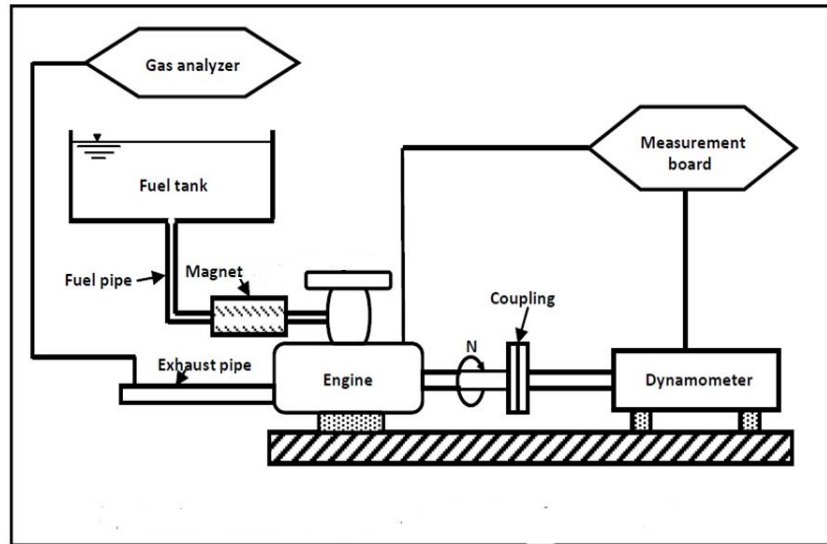 Gas analyzer
Measurement
board
Fuel tank
Fuel pipe
Magnet
Coupling
N
Exhaust pipe
Engine
Dynamometer